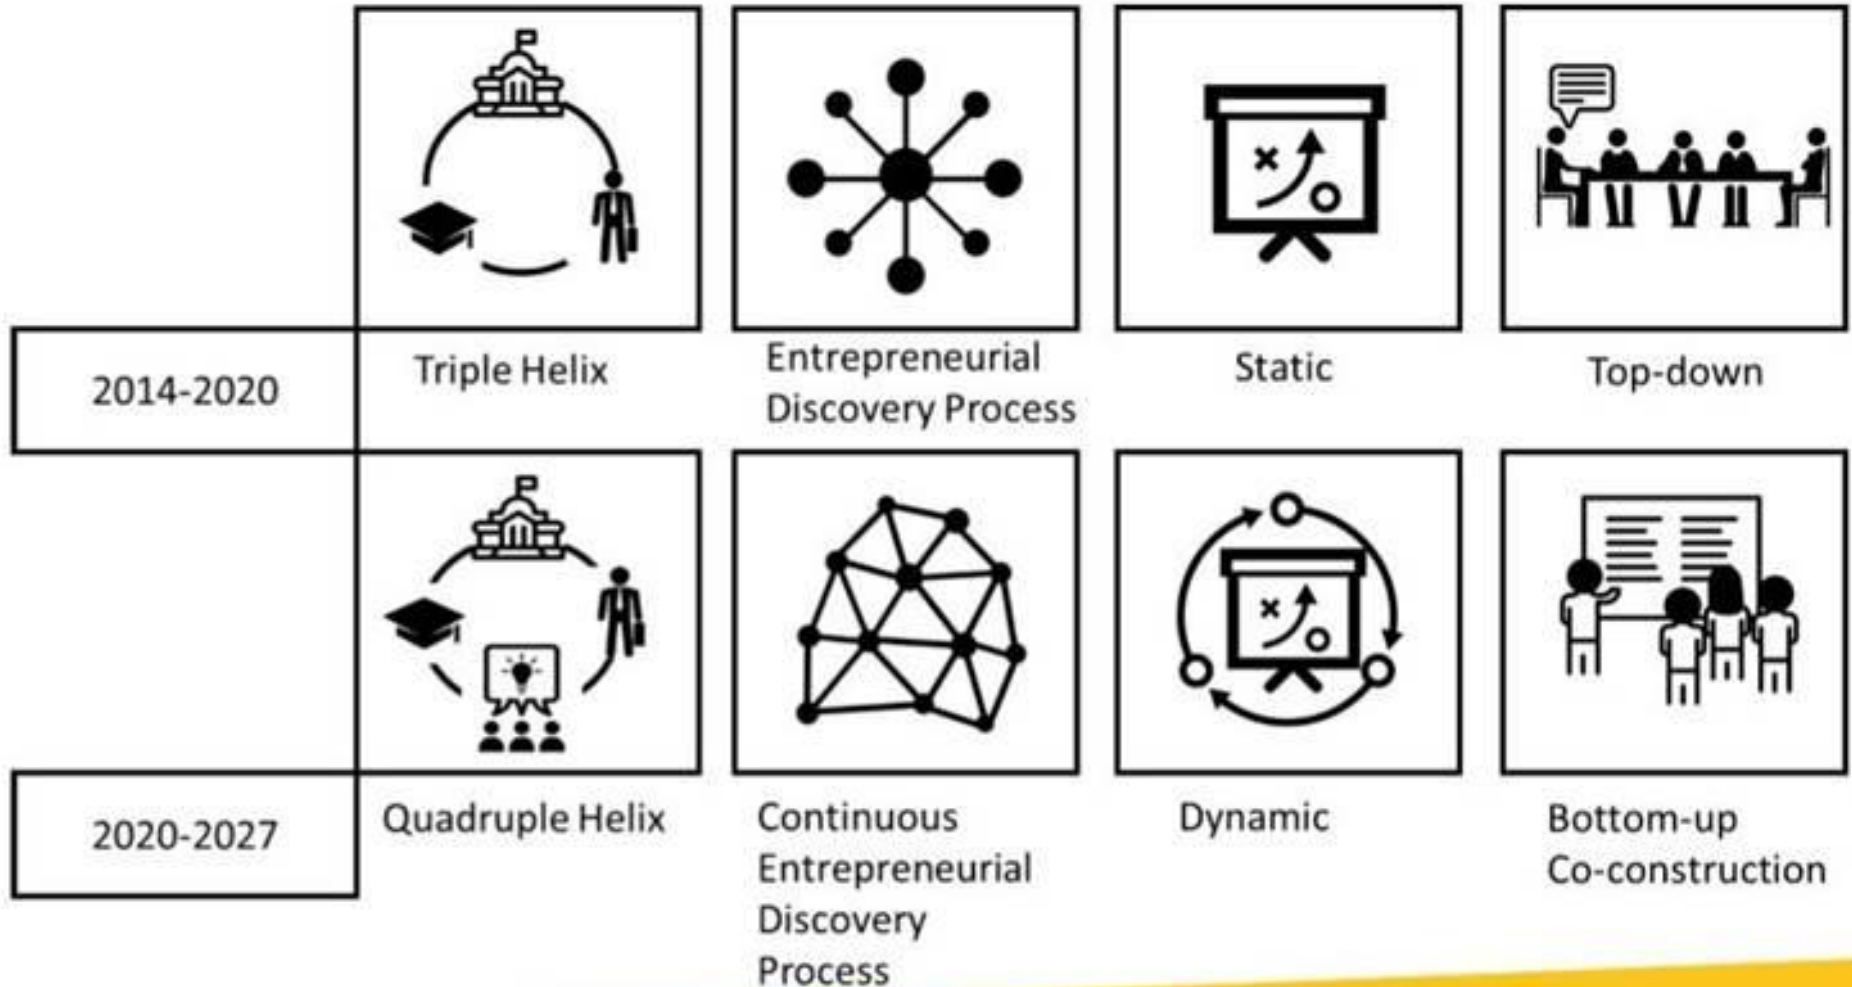 2014-2020
Triple Helix
Entrepreneurial
Discovery Process
Static
Top-down
2020-2027
Quadruple Helix
Continuous
Entrepreneurial
Discovery
Process
Dynamic
Bottom-up
Co-construction